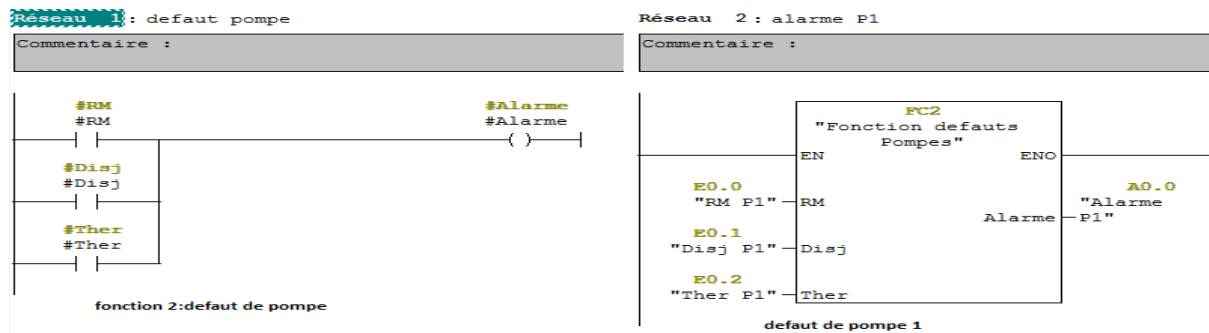 Réseau 1 : defaut pompe
Commentaire :
#RM
#RM
#Alarme
#Alarme
#Disj
#Disj
#Ther
#Ther
fonction 2:defaut de pompe
Réseau 2 : alarme P1
Commentaire :
FC2
"Fonction defauts
Pompes"
EN
ENO
E0.0
"RM P1"
RM
A0.0
"Alarme
P1"
Alarme
E0.1
"Disj P1"
Disj
E0.2
"Ther P1"
Ther
defaut de pompe 1